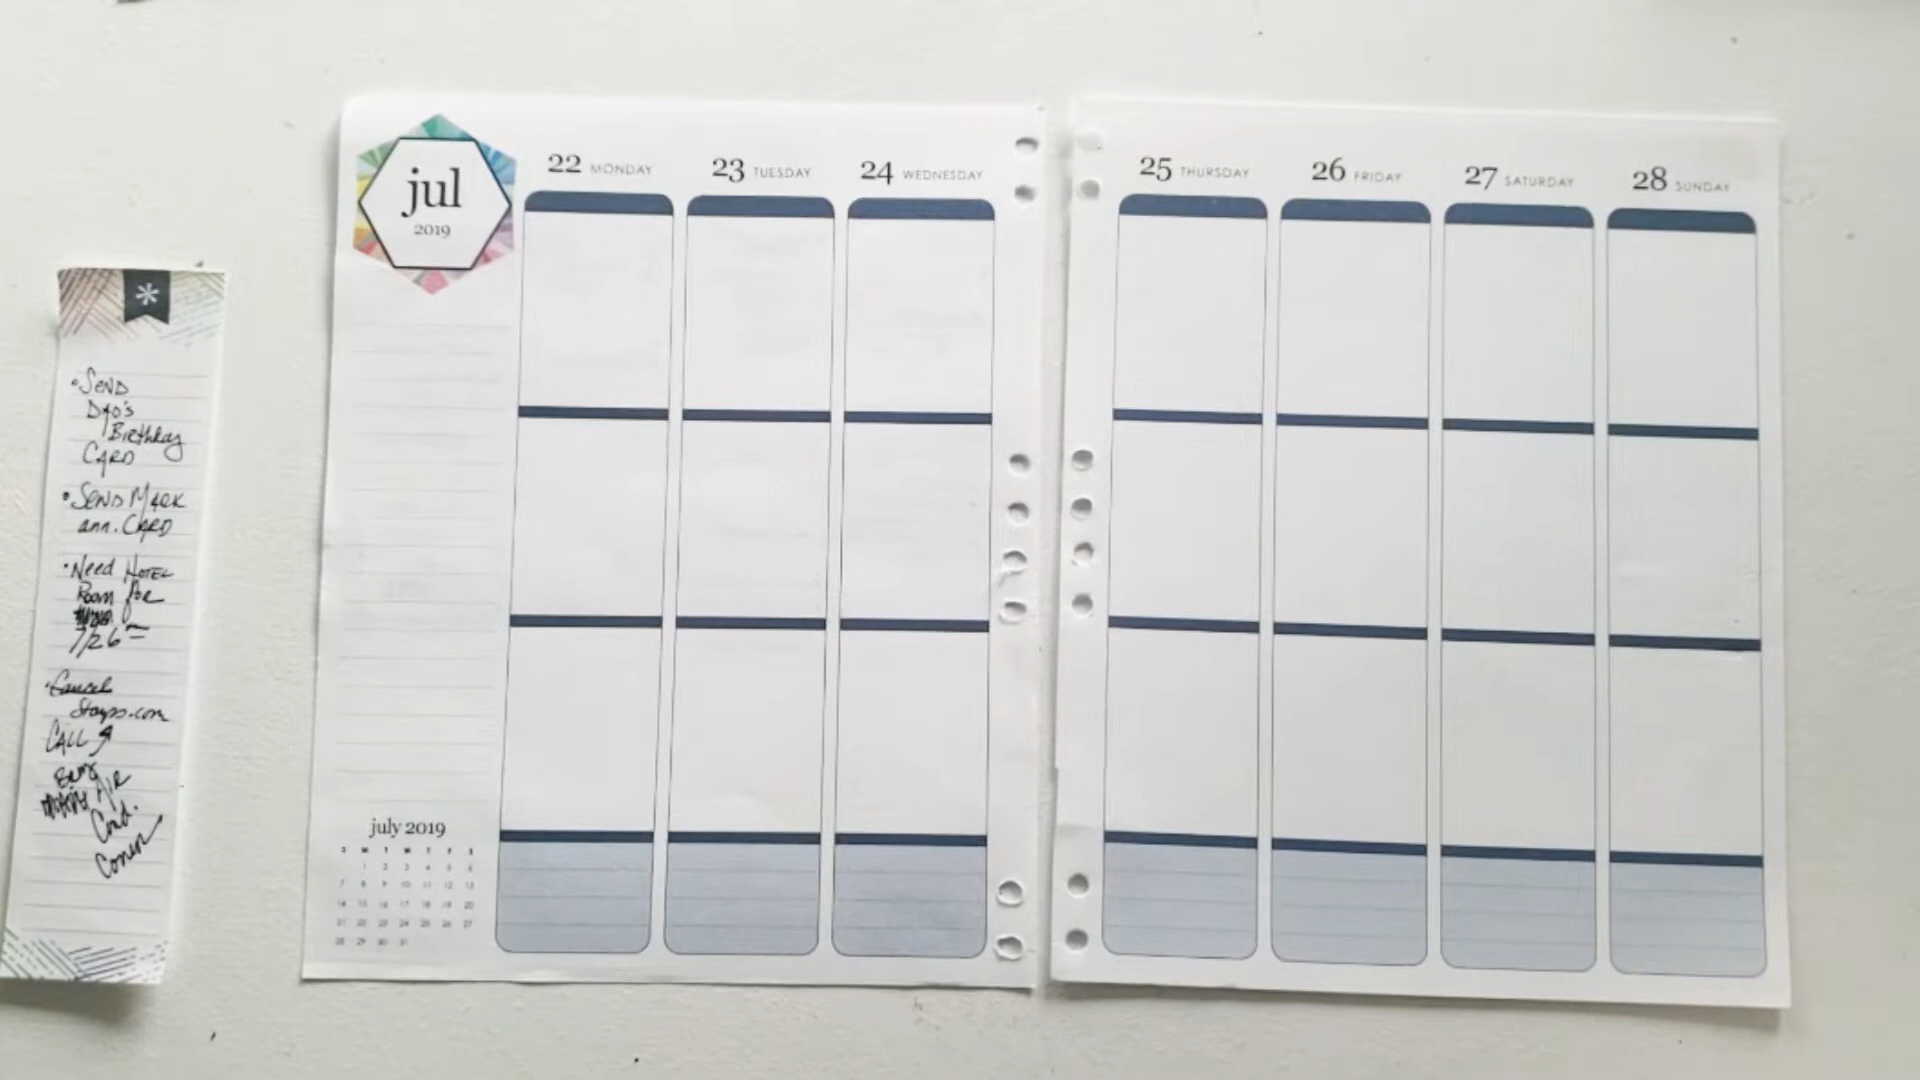 *
• SEND
DAD'S
Birthday
CARD
• SEND MARK
ann. CARD
• Need HOTEL
Room for
7/26
• Cancel
Stamps.com
CALL
Buy
AIR
Cond.
Cover
jul
2019
22 MONDAY
23 TUESDAY
24 WEDNESDAY
25 THURSDAY
26 FRIDAY
27 SATURDAY
28 SUNDAY
july 2019
S M T W T F S
1 2 3 4 5 6
7 8 9 10 11 12 13
14 15 16 17 18 19 20
21 22 23 24 25 26 27
28 29 30 31